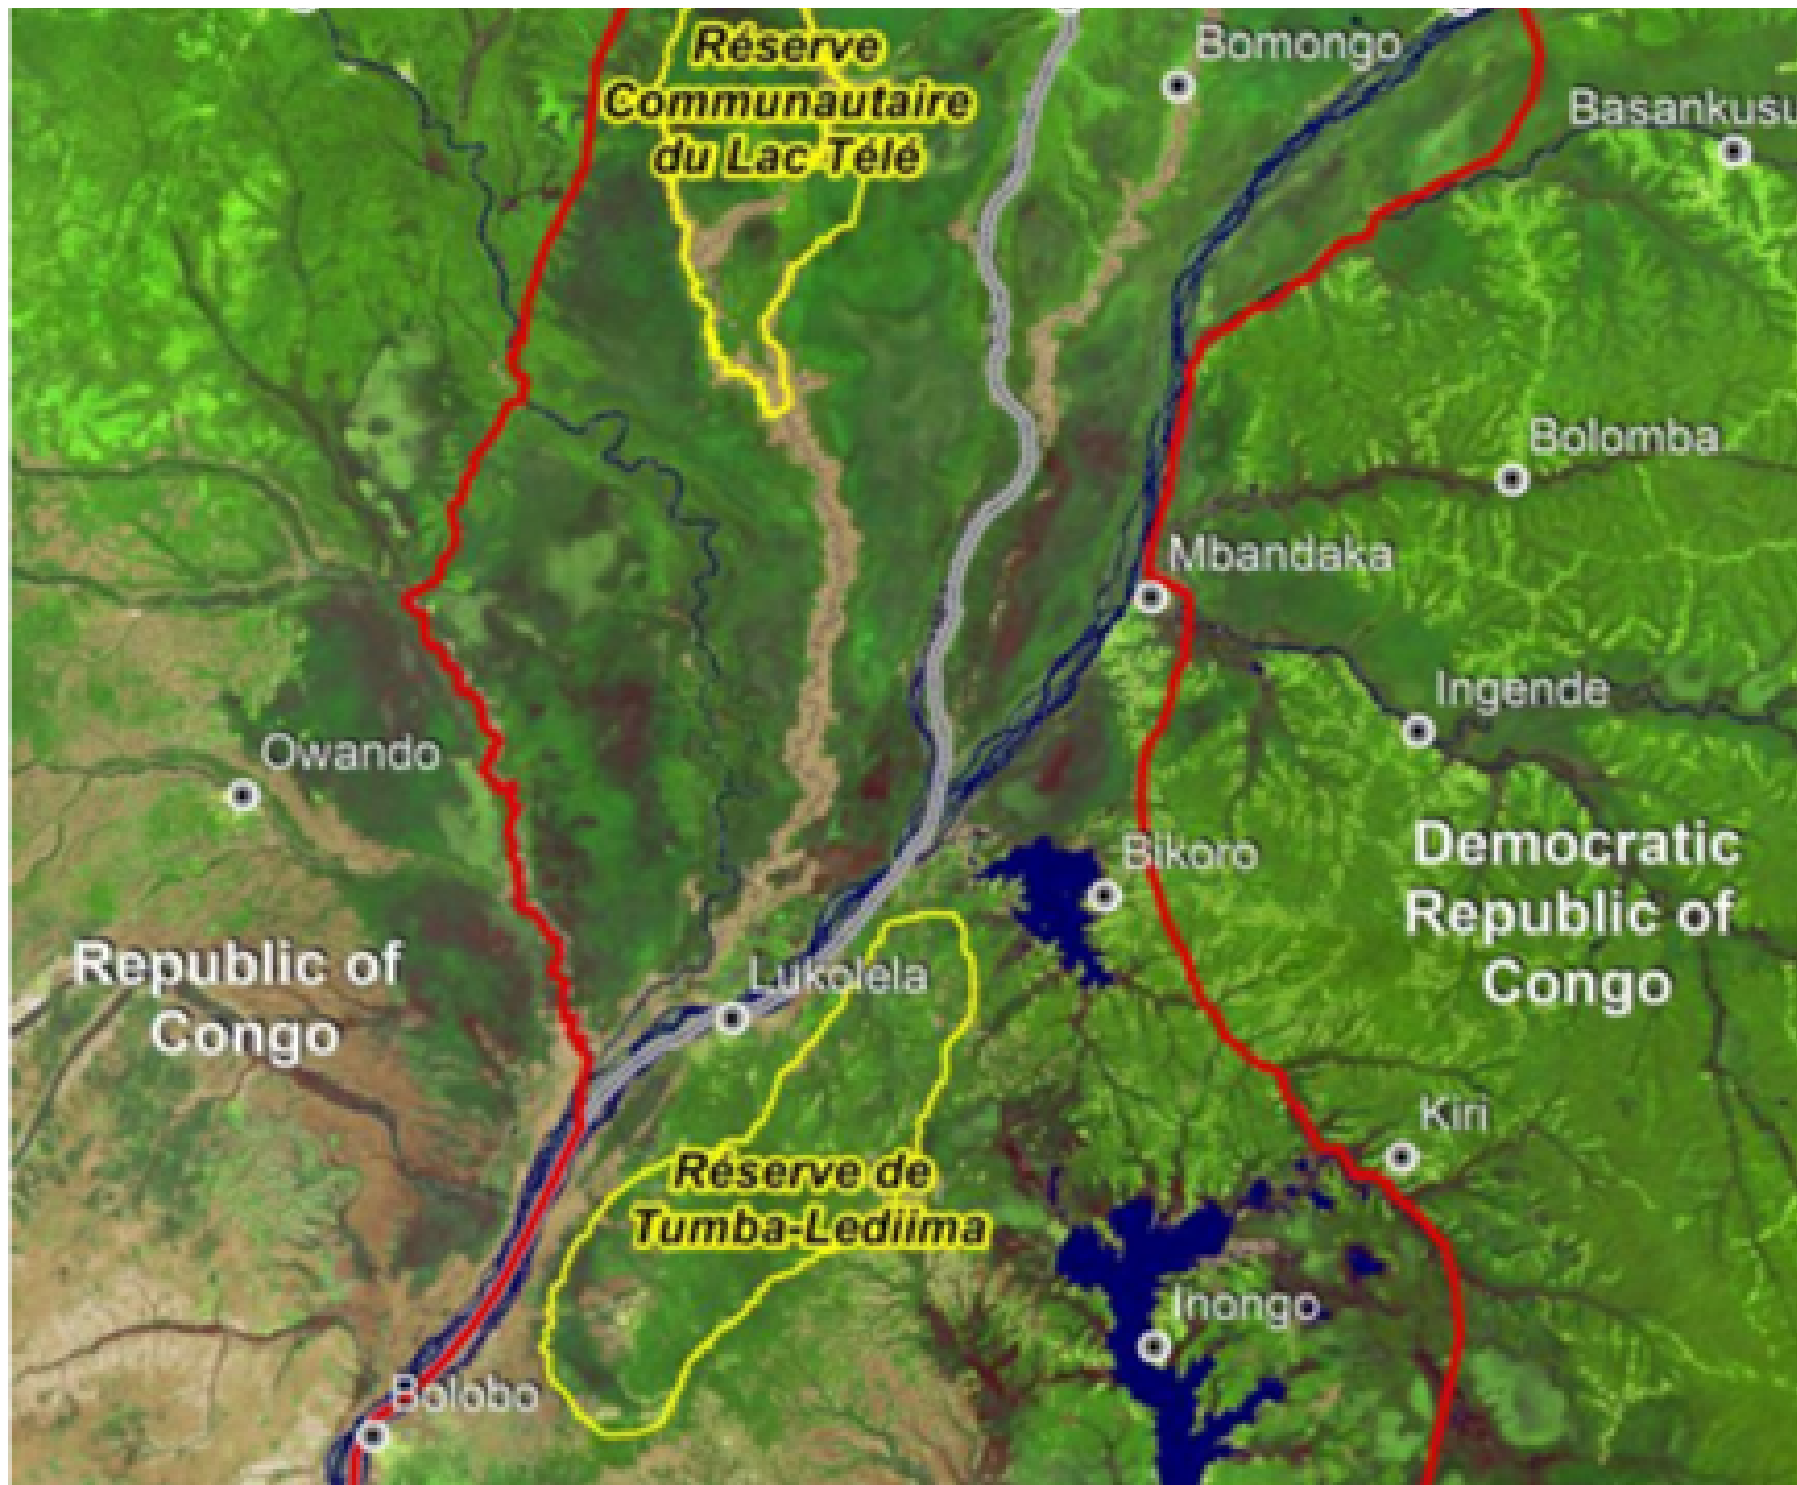 Réserve
Communautaire
du Lac Télé
Bomongo
Basankusu
Bolomba
Mbandaka
Ingende
Owando
Bikoro
Democratic
Republic of
Congo
Republic of
Congo
Lukolela
Kiri
Réserve de
Tumba-Lediima
Inongo
Bolobo